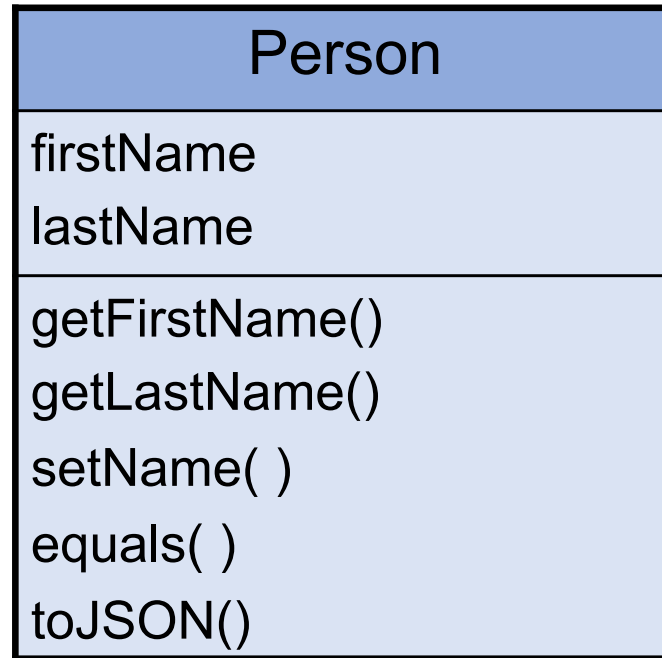 Person
firstName
lastName
getFirstName()
getLastName()
setName( )
equals( )
toJSON()